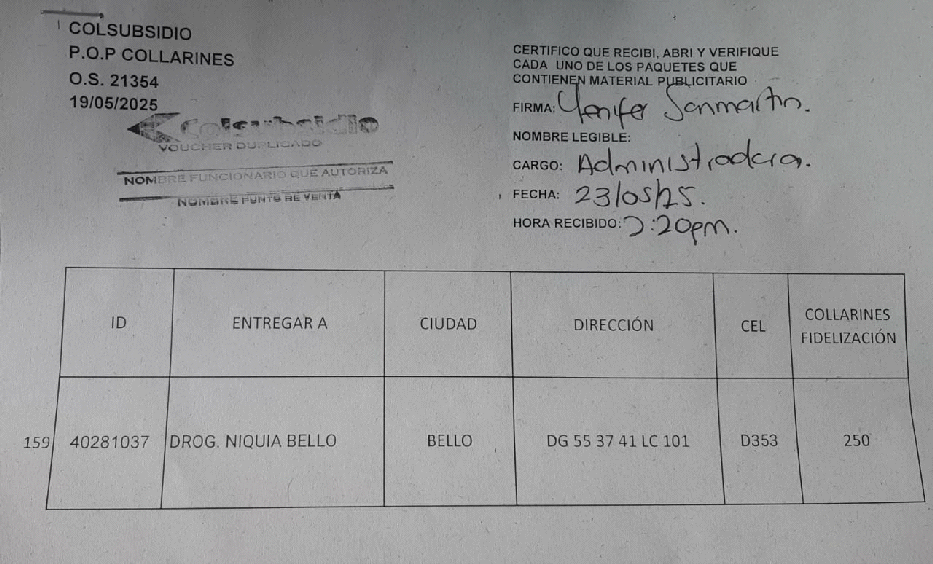 COLSUBSIDIO
P.O.P COLLARINES
O.S. 21354
19/05/2025
Colsubsidio
VOUCHER DUPLICADO
NOMBRE FUNCIONARIO QUE AUTORIZA
NOMBRE PUNTO DE VENTA
CERTIFICO QUE RECIBI, ABRI Y VERIFIQUE
CADA UNO DE LOS PAQUETES QUE
CONTIENEN MATERIAL PUBLICITARIO
FIRMA: Yenifer Sanmartin.
NOMBRE LEGIBLE:
CARGO: Administradora.
FECHA: 23/05/25.
HORA RECIBIDO: 2:20pm.
ID ENTREGAR A CIUDAD DIRECCIÓN CEL COLLARINES
FIDELIZACIÓN
159 40281037 DROG. NIQUIA BELLO BELLO DG 55 37 41 LC 101 D353 250